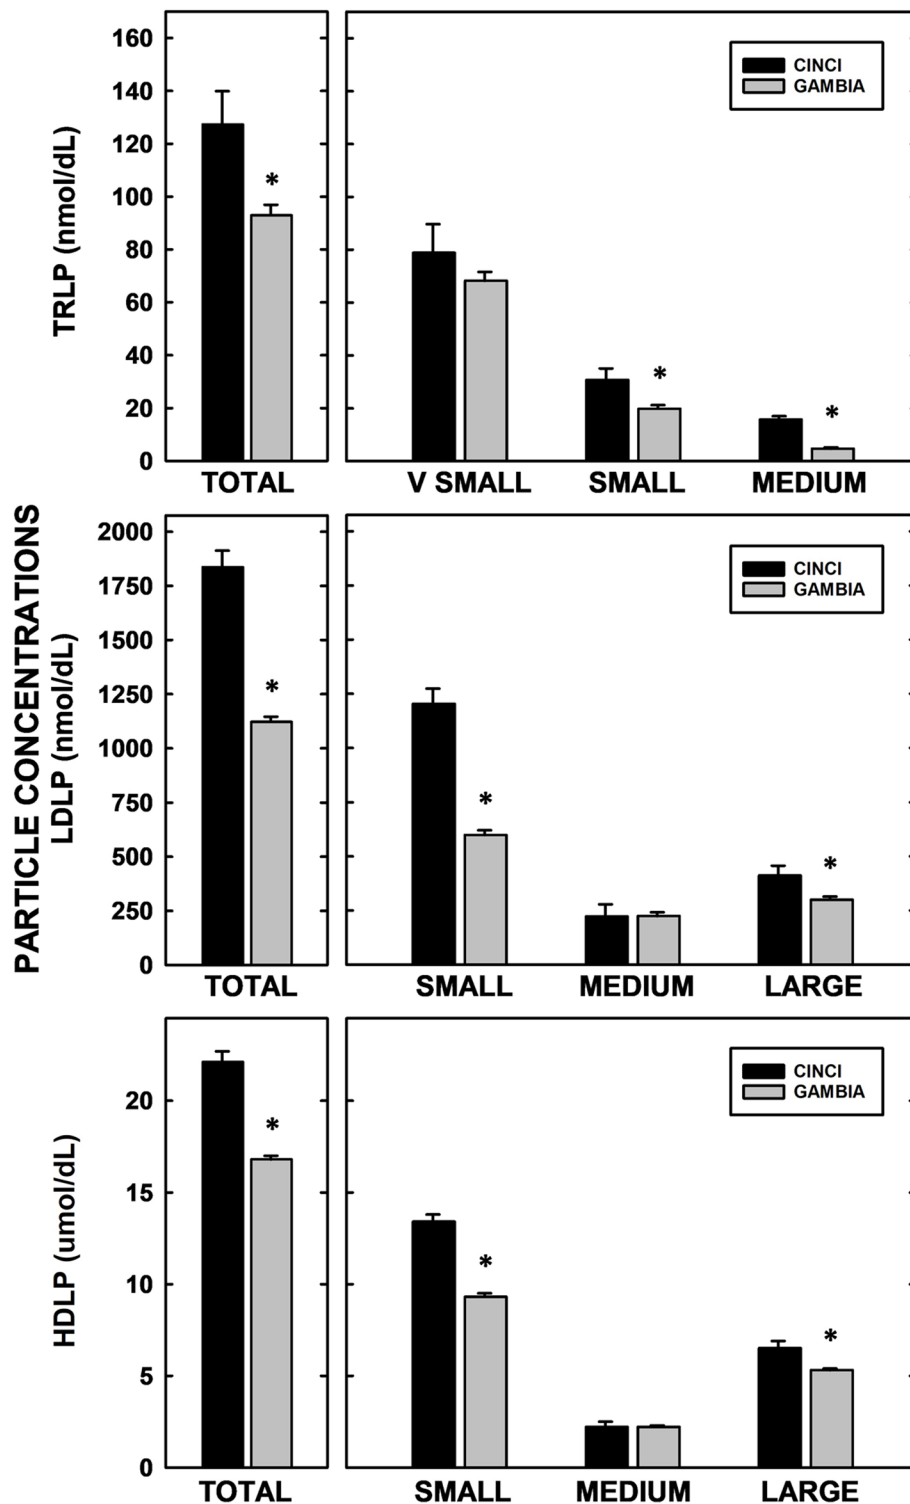 PARTICLE CONCENTRATIONS
TRLP (nmol/dL)
160
140
120
100
80
60
40
20
0
*
* *
CINCI
GAMBIA
TOTAL V SMALL SMALL MEDIUM
LDLP (nmol/dL)
2000
1750
1500
1250
1000
750
500
250
0
*
* *
CINCI
GAMBIA
TOTAL SMALL MEDIUM LARGE
HDLP (umol/dL)
20
15
10
5
0
*
* *
CINCI
GAMBIA
TOTAL SMALL MEDIUM LARGE